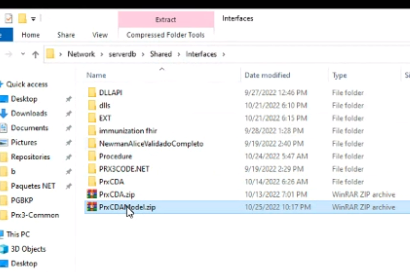 Extract Interfaces
Home Share View Compressed Folder Tools
Network serverdb Shared Interfaces
Name Date modified Type Size
Quick access
Desktop
Downloads
Documents
Pictures
Repositories
b
Paquetes NET
PGBKP
Prx3-Common
This PC
3D Objects
Desktop
DLLAPI 9/27/2022 12:46 PM File folder
dlls 10/21/2022 6:10 PM File folder
EXT 10/21/2022 6:15 PM File folder
immunization fhir 9/28/2022 1:28 PM File folder
NewmanAliceValidadoCompleto 9/19/2022 2:40 PM File folder
Procedure 10/24/2022 5:47 AM File folder
PRX3CODE.NET 9/19/2022 2:29 PM File folder
PrxCDA 10/14/2022 6:26 AM File folder
PrxCDA.zip 10/13/2022 7:01 PM WinRAR ZIP archive
PrxCDAModel.zip 10/25/2022 10:17 PM WinRAR ZIP archive